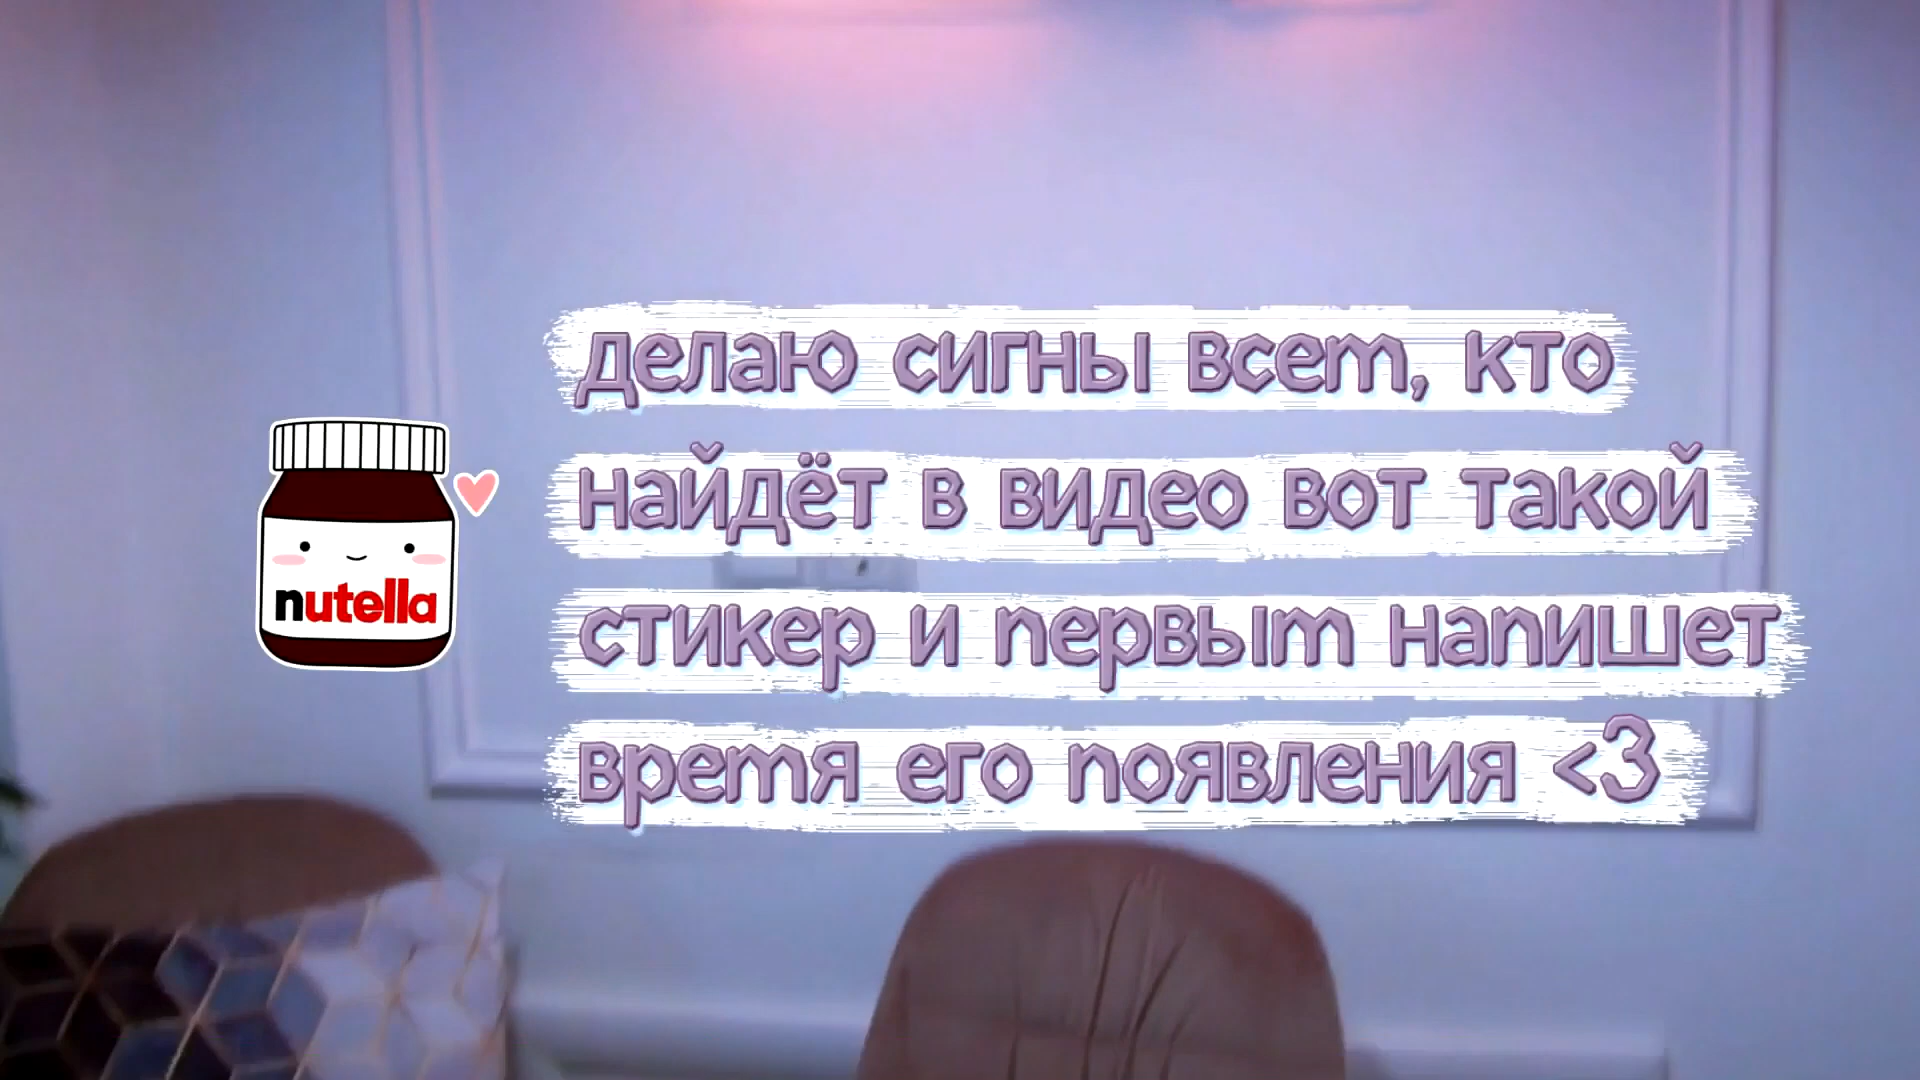 делаю сигны всем, кто
найдёт в видео вот такой
nutella
стикер и первым напишет
время его появления <3